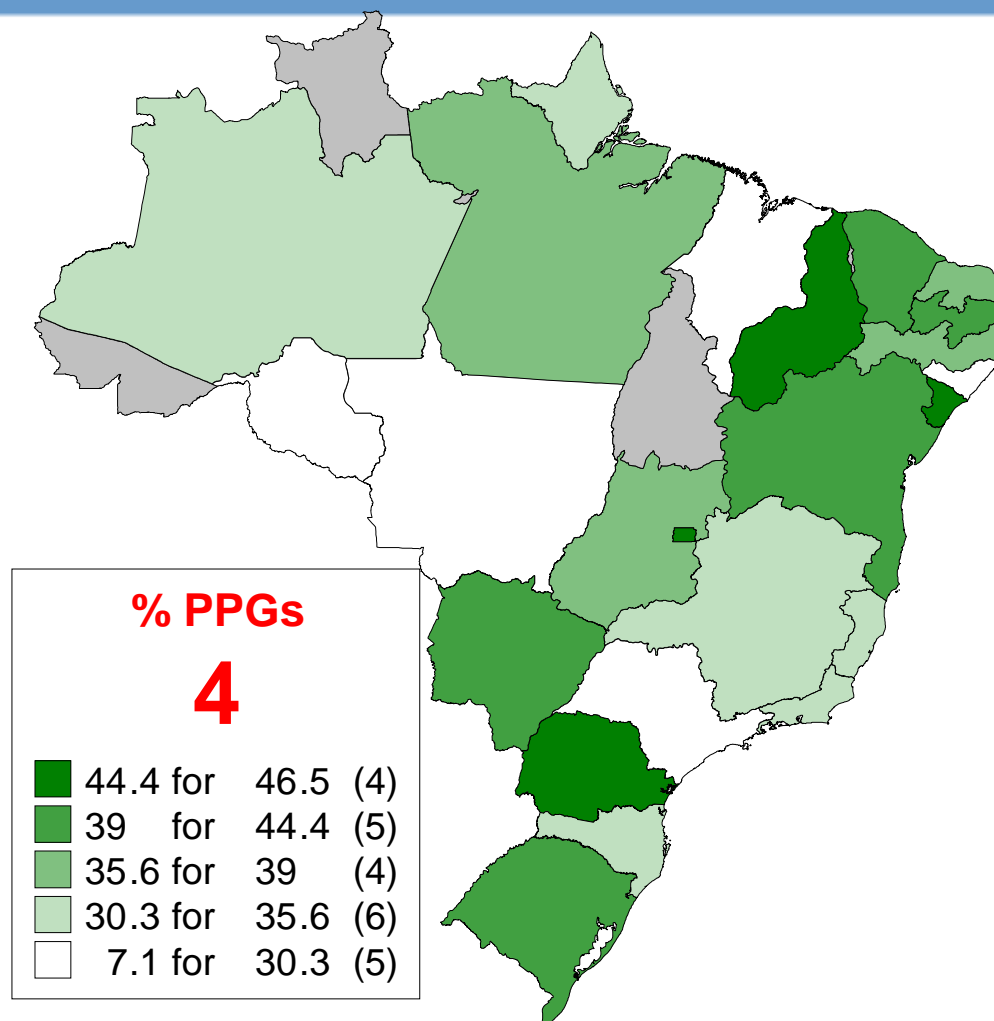 % PPGs
4
44.4 for 46.5 (4)
39 for 44.4 (5)
35.6 for 39 (4)
30.3 for 35.6 (6)
7.1 for 30.3 (5)